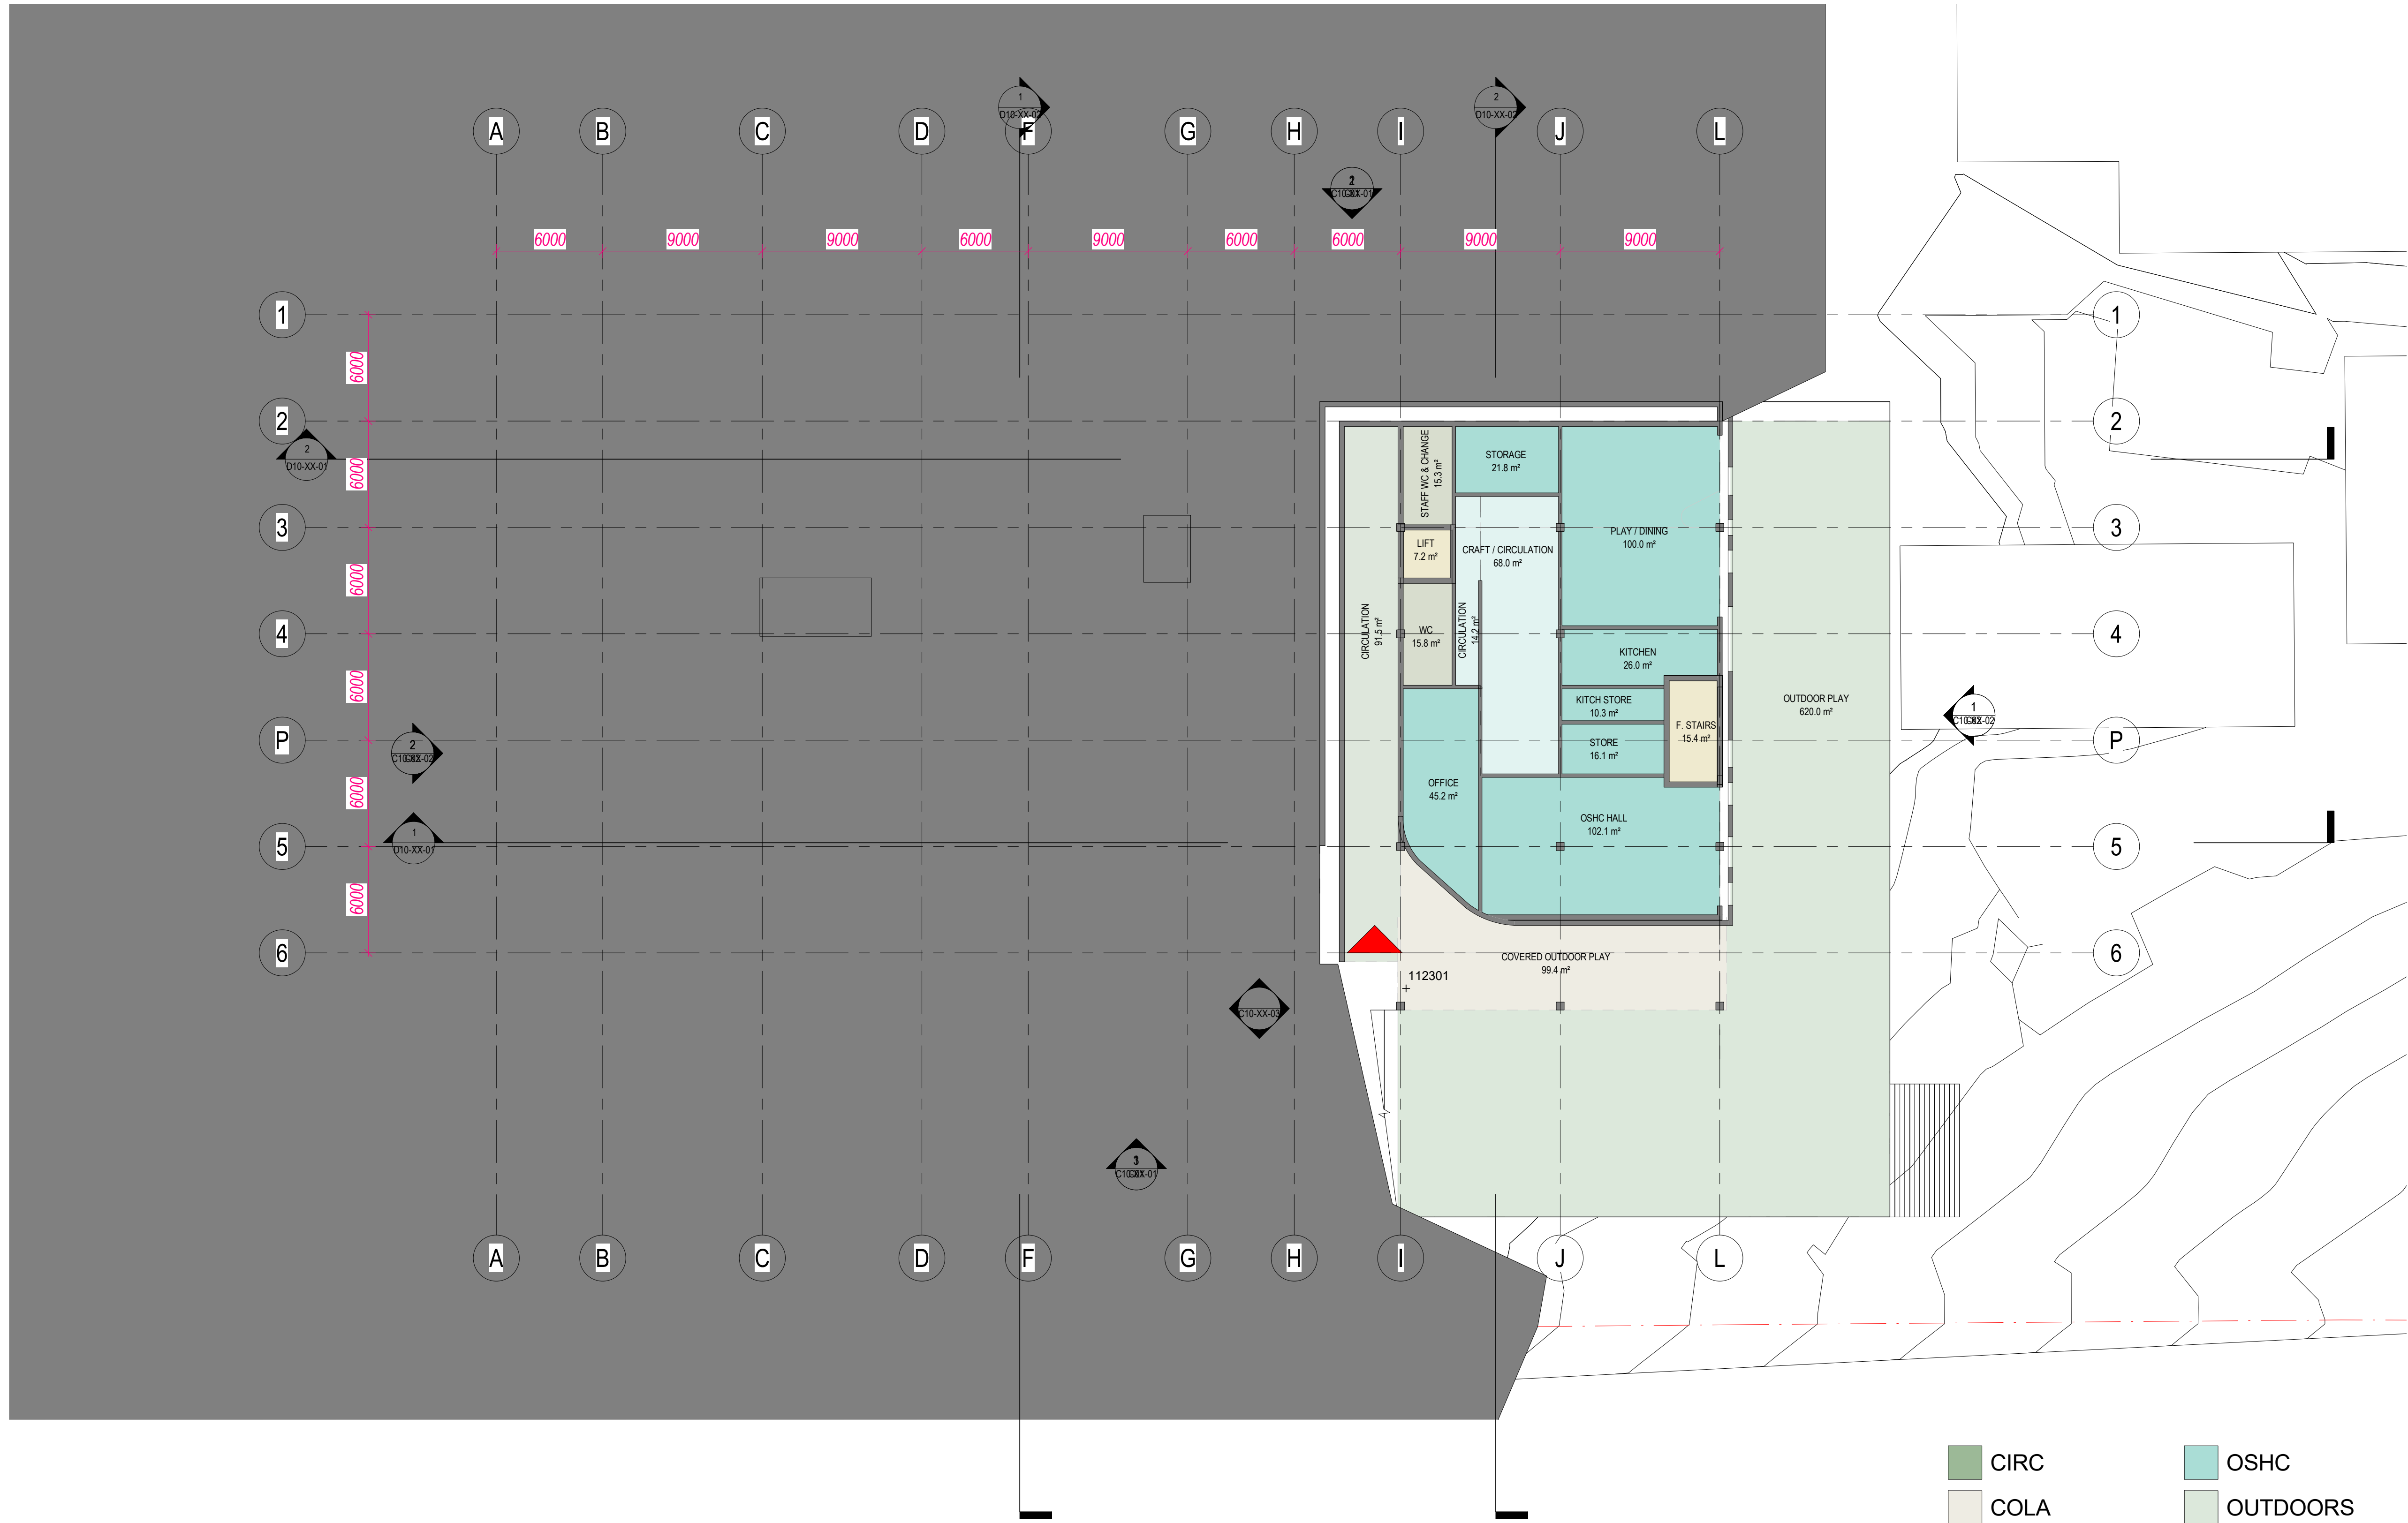 1
D10-XX-02
2
D10-XX-02
A
B
C
D
F
G
H
I
J
L
2
6000
9000
9000
6000
9000
6000
6000
9000
9000
1
1
6000
2
2
2
D10-XX-01
6000
STAFF WC & CHANGE
15.3 m²
STORAGE
21.8 m²
3
3
PLAY / DINING
100.0 m²
LIFT
7.2 m²
CRAFT / CIRCULATION
68.0 m²
6000
CIRCULATION
91.5 m²
WC
15.8 m²
CIRCULATION
14.2 m²
4
4
KITCHEN
26.0 m²
6000
KITCH STORE
10.3 m²
OUTDOOR PLAY
620.0 m²
1
F. STAIRS
15.4 m²
P
P
2
STORE
16.1 m²
6000
OFFICE
45.2 m²
OSHC HALL
102.1 m²
1
D10-XX-01
5
5
6000
6
6
COVERED OUTDOOR PLAY
99.4 m²
112301
C10-XX-03
3
A
B
C
D
F
G
H
I
J
L
CIRC
OSHC
COLA
OUTDOORS